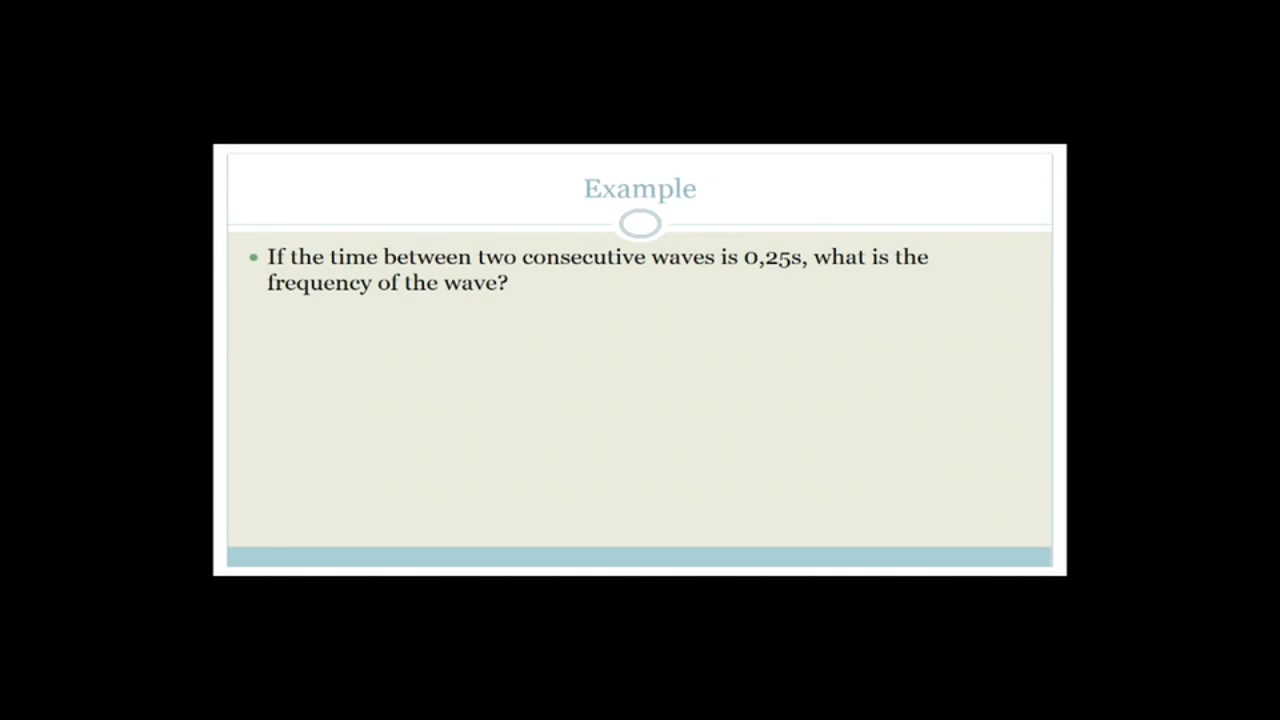 Example
• If the time between two consecutive waves is 0,25s, what is the
frequency of the wave?